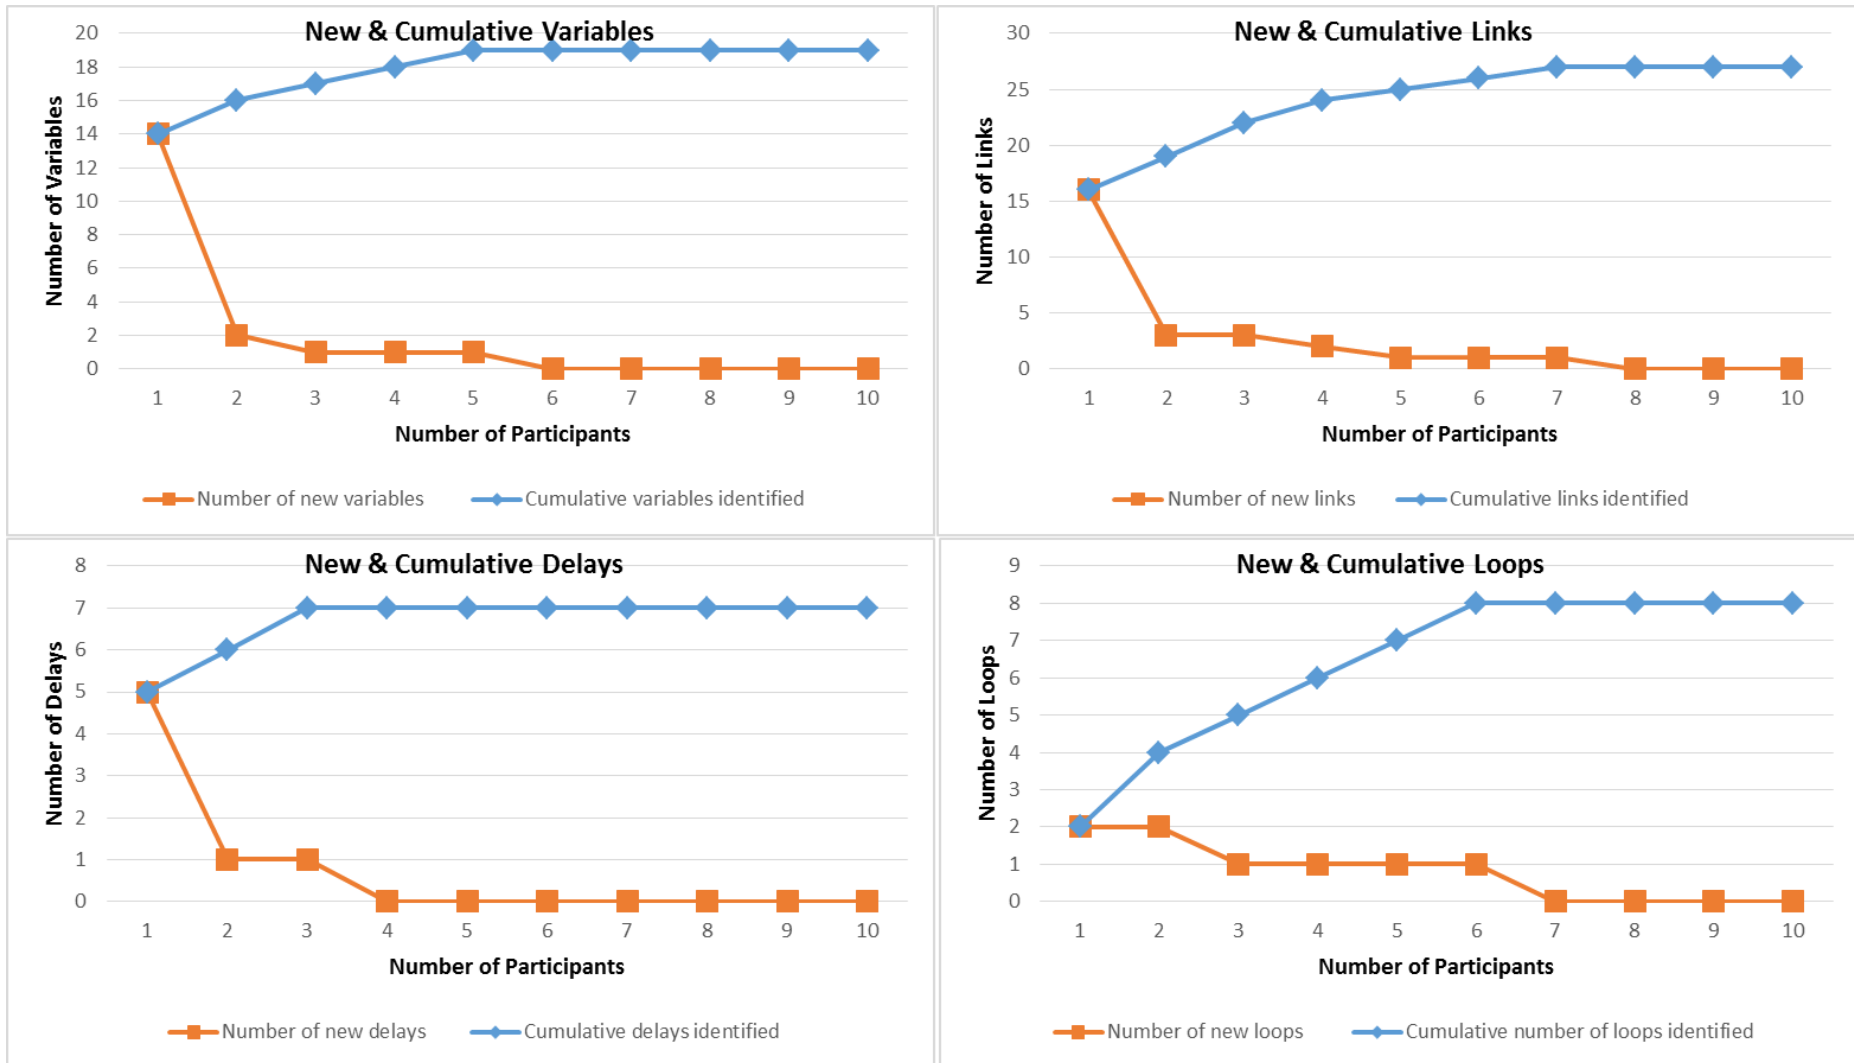 New & Cumulative Variables
Number of Variables
20
18
16
14
12
10
8
6
4
2
0
1 2 3 4 5 6 7 8 9 10
Number of Participants
Number of new variables Cumulative variables identified
New & Cumulative Links
Number of Links
30
25
20
15
10
5
0
1 2 3 4 5 6 7 8 9 10
Number of Participants
Number of new links Cumulative links identified
New & Cumulative Delays
Number of Delays
8
7
6
5
4
3
2
1
0
1 2 3 4 5 6 7 8 9 10
Number of Participants
Number of new delays Cumulative delays identified
New & Cumulative Loops
Number of Loops
9
8
7
6
5
4
3
2
1
0
1 2 3 4 5 6 7 8 9 10
Number of Participants
Number of new loops Cumulative number of loops identified